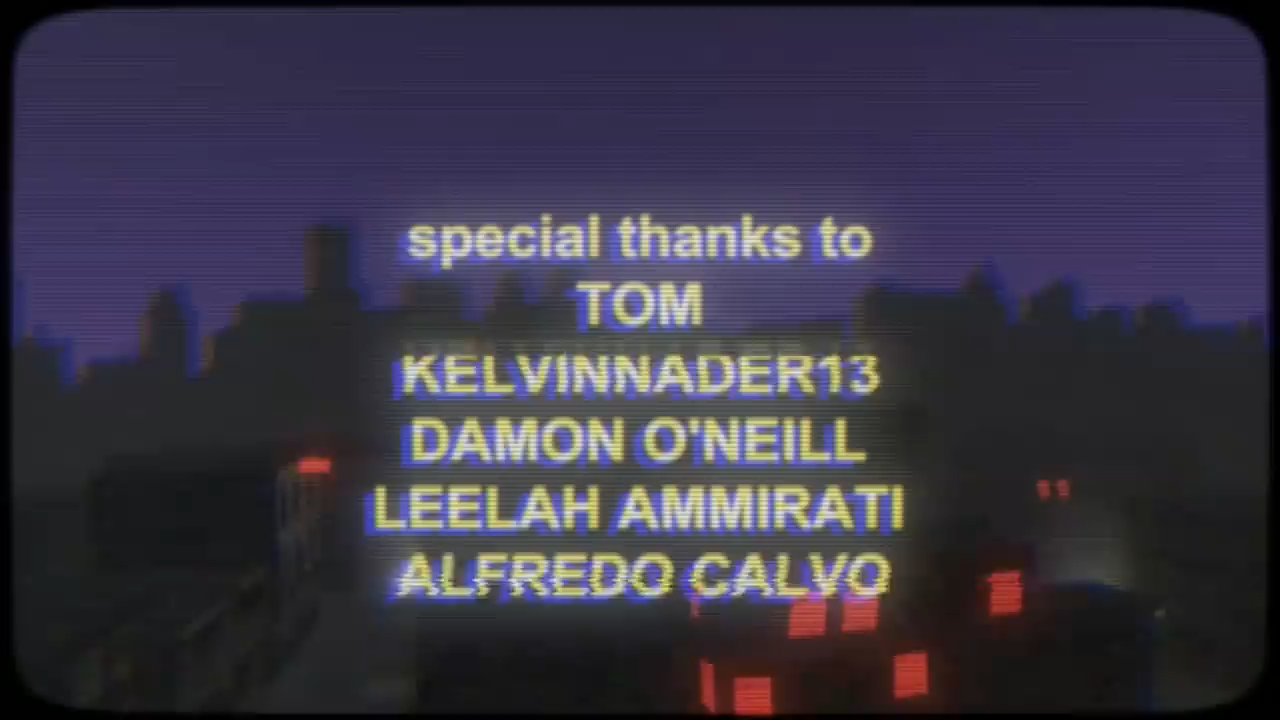 special thanks to
TOM
KELVINNADER13
DAMON O'NEILL
LEELAH AMMIRATI
ALFREDO CALVO